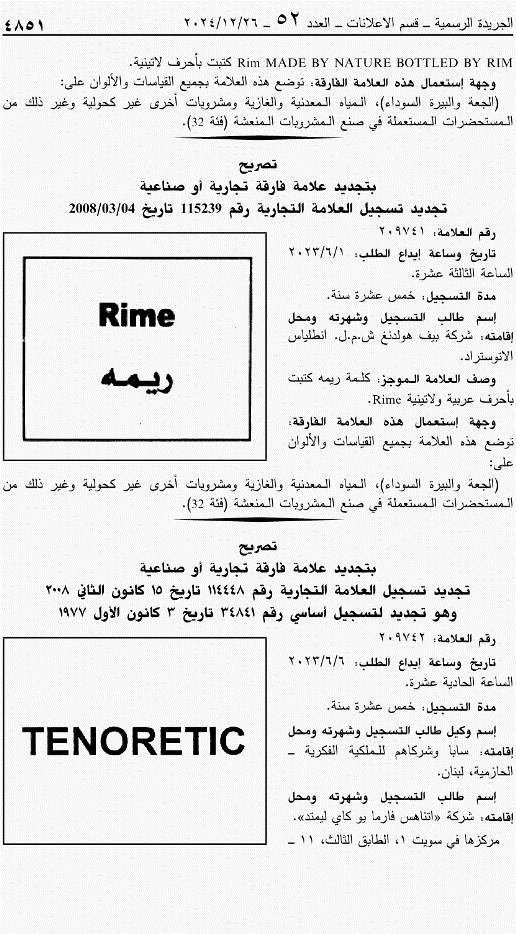 الجريدة الرسمية ــ قسم الاعلانات ــ العدد ٥٢ ــ ٢٠٢٤/١٢/٢٦ ٤٨٥١
Rim MADE BY NATURE BOTTLED BY RIM كتبت بأحرف لاتينية.
وجهة إستعمال هذه العلامة الفارقة: توضع هذه العلامة بجميع القياسات والألوان على:
(الجعة والبيرة السوداء)، المياه المعدنية والغازية ومشروبات أخرى غير كحولية وغير ذلك من
المستحضرات المستعملة في صنع المشروبات المنعشة (فئة 32).
تصريح
بتجديد علامة فارقة تجارية أو صناعية
تجديد تسجيل العلامة التجارية رقم 115239 تاريخ 2008/03/04
رقم العلامة: ٢٠٩٧٤١
تاريخ وساعة إيداع الطلب: ٢٠٢٣/٦/١
الساعة الثالثة عشرة.
مدة التسجيل: خمس عشرة سنة.
إسم طالب التسجيل وشهرته ومحل
إقامته: شركة بيف هولدنغ ش.م.ل. انطلياس
الاتوستراد.
وصف العلامة الموجز: كلمة ريمه كتبت
بأحرف عربية ولاتينية Rime.
وجهة إستعمال هذه العلامة الفارقة:
توضع هذه العلامة بجميع القياسات والألوان
على:
Rime
ريمه
(الجعة والبيرة السوداء)، المياه المعدنية والغازية ومشروبات أخرى غير كحولية وغير ذلك من
المستحضرات المستعملة في صنع المشروبات المنعشة (فئة 32).
تصريح
بتجديد علامة فارقة تجارية أو صناعية
تجديد تسجيل العلامة التجارية رقم ١١٤٤٤٨ تاريخ ١٥ كانون الثاني ٢٠٠٨
وهو تجديد لتسجيل أساسي رقم ٣٤٨٤١ تاريخ ٣ كانون الأول ١٩٧٧
رقم العلامة: ٢٠٩٧٤٢
تاريخ وساعة إيداع الطلب: ٢٠٢٣/٦/٦
الساعة الحادية عشرة.
مدة التسجيل: خمس عشرة سنة.
إسم وكيل طالب التسجيل وشهرته ومحل
إقامته: سابا وشركاهم للملكية الفكرية ــ
الحازمية، لبنان.
إسم طالب التسجيل وشهرته ومحل
إقامته: شركة «اتناهس فارما يو كاي ليمتد».
مركزها في سويت ١، الطابق الثالث، ١١ ــ
TENORETIC